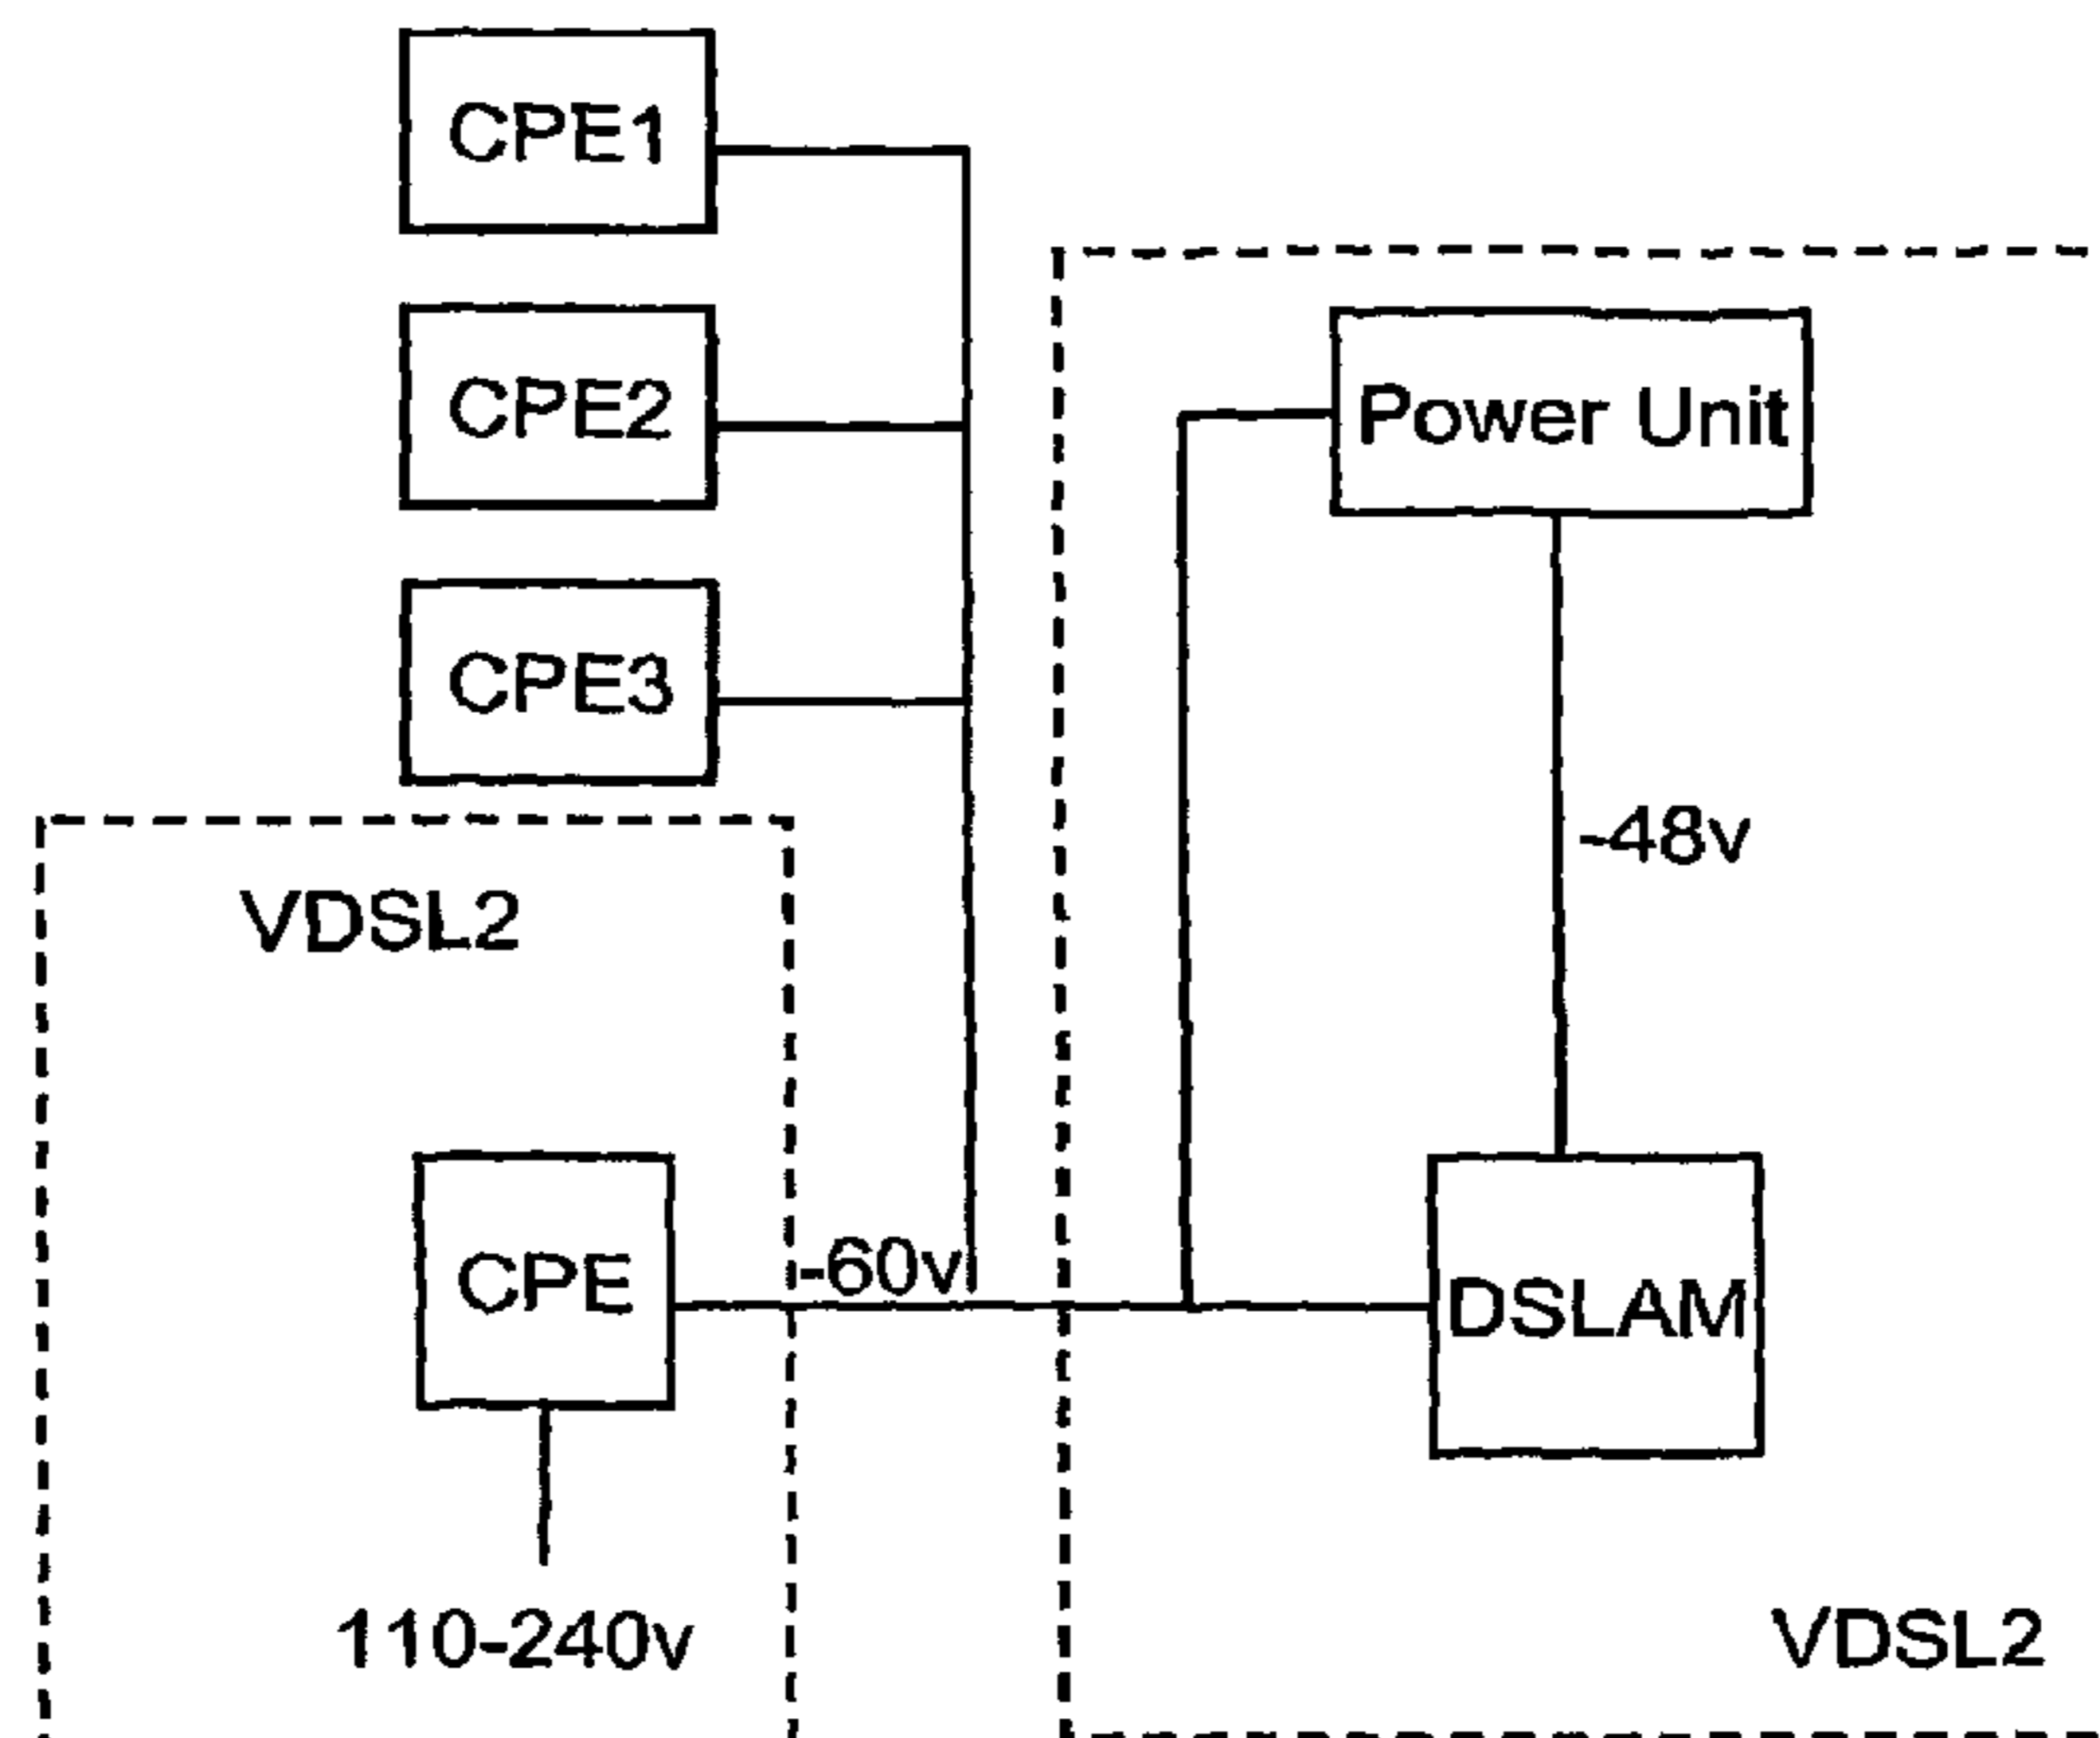 CPE1
CPE2
Power Unit
CPE3
-48v
VDSL2
-60v
CPE
DSLAM
110-240v
VDSL2